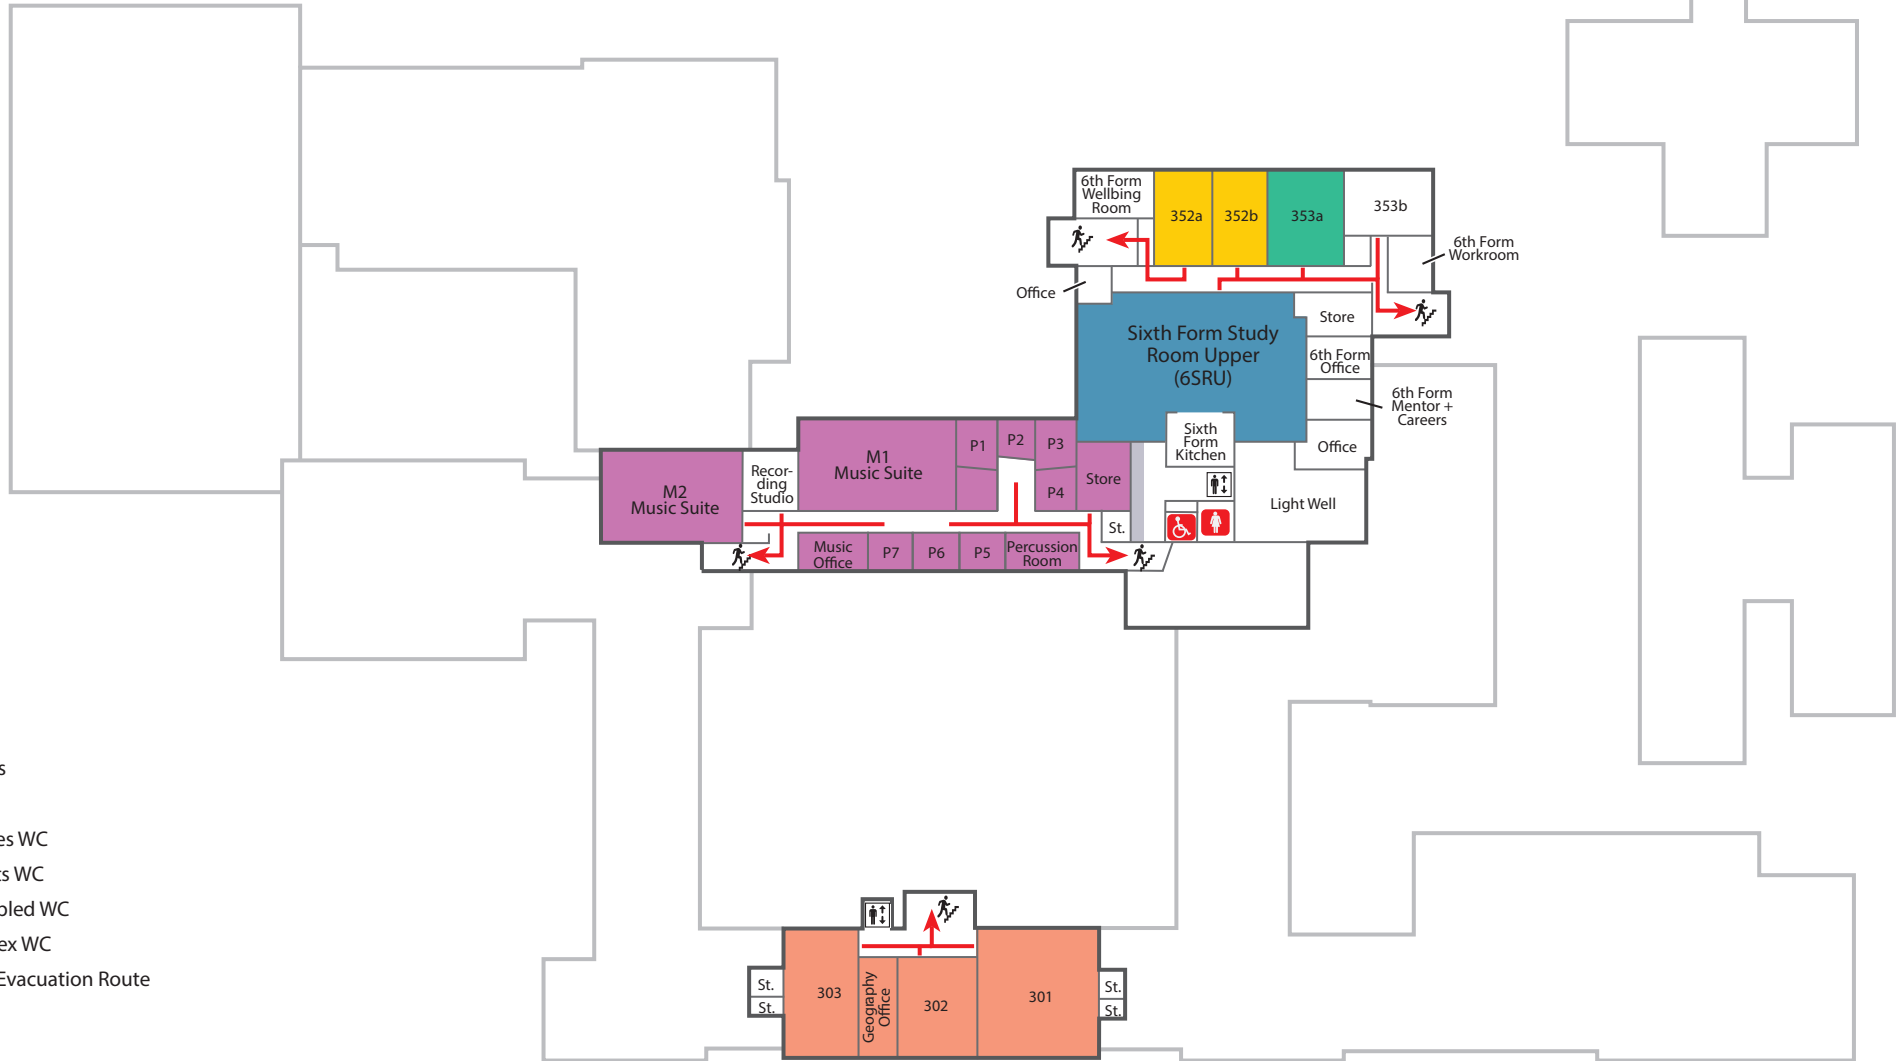 6th Form
Wellbing
Room
352a
352b
353a
353b
6th Form
Workroom
Office
Sixth Form Study
Room Upper
(6SRU)
Store
6th Form
Office
6th Form
Mentor +
Careers
Office
Sixth
Form
Kitchen
Light Well
M2
Music Suite
Recor-
ding
Studio
M1
Music Suite
P1
P2
P3
P4
Store
St.
Music
Office
P7
P6
P5
Percussion
Room
s
es WC
ts WC
bled WC
ex WC
Evacuation Route
St.
St.
303
Geography
Office
302
301
St.
St.